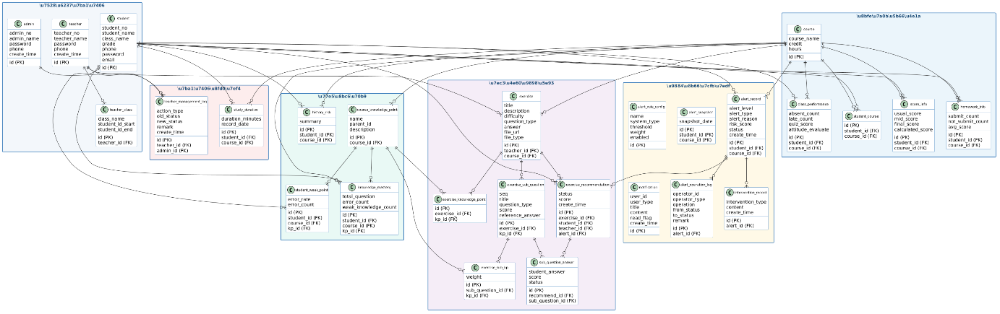 \u7528\u6237\u7ba1\u7406
C admin
admin_no
admin_name
password
phone
create_time
id (PK)
C teacher
teacher_no
teacher_name
password
phone
create_time
id (PK)
C student
student_no
student_name
class_name
grade
phone
password
email
id (PK)
C teacher_class
class_name
student_id_start
student_id_end
id (PK)
teacher_id (FK)
\u7ba1\u7406\u8fd0\u7ef4
C teacher_management_log
action_type
old_status
new_status
remark
create_time
id (PK)
teacher_id (FK)
admin_id (FK)
C study_duration
duration_minutes
record_date
id (PK)
student_id (FK)
course_id (FK)
\u77e5\u8bc6\u70b9
C history_risk
summary
id (PK)
student_id (FK)
course_id (FK)
C course_knowledge_point
name
parent_id
description
id (PK)
course_id (FK)
C student_weak_point
error_rate
error_count
id (PK)
student_id (FK)
course_id (FK)
kp_id (FK)
C knowledge_mastery
total_question
error_count
weak_knowledge_count
id (PK)
student_id (FK)
course_id (FK)
kp_id (FK)
\u7ec3\u4e60\u9898\u5e93
C exercise
title
description
difficulty
question_type
answer
file_url
file_type
id (PK)
teacher_id (FK)
course_id (FK)
C exercise_knowledge_point
id (PK)
exercise_id (FK)
kp_id (FK)
C exercise_sub_question
seq
title
question_type
score
reference_answer
id (PK)
exercise_id (FK)
kp_id (FK)
C exercise_recommendation
status
score
create_time
id (PK)
exercise_id (FK)
student_id (FK)
teacher_id (FK)
alert_id (FK)
C exercise_sub_kp
weight
id (PK)
sub_question_id (FK)
kp_id (FK)
C sub_question_answer
student_answer
score
status
id (PK)
recommend_id (FK)
sub_question_id (FK)
\u9884\u8b66\u7cfb\u7edf
C alert_rule_config
name
system_type
threshold
weight
enabled
id (PK)
C alert_snapshot
snapshot_date
id (PK)
student_id (FK)
course_id (FK)
C alert_record
alert_level
alert_type
alert_reason
risk_score
status
create_time
id (PK)
student_id (FK)
course_id (FK)
C notification
user_id
user_type
title
content
read_flag
create_time
id (PK)
C alert_operation_log
operator_id
operator_type
operation
from_status
to_status
remark
id (PK)
alert_id (FK)
C intervention_record
intervention_type
content
create_time
id (PK)
alert_id (FK)
\u8bfe\u7a0b\u5b66\u4e1a
C course
course_name
credit
hours
id (PK)
C class_performance
absent_count
late_count
quiz_score
attitude_evaluate
id (PK)
student_id (FK)
course_id (FK)
C student_course
id (PK)
student_id (FK)
course_id (FK)
C score_info
usual_score
mid_score
final_score
calculated_score
id (PK)
student_id (FK)
course_id (FK)
C homework_info
submit_count
not_submit_count
avg_score
id (PK)
student_id (FK)
course_id (FK)